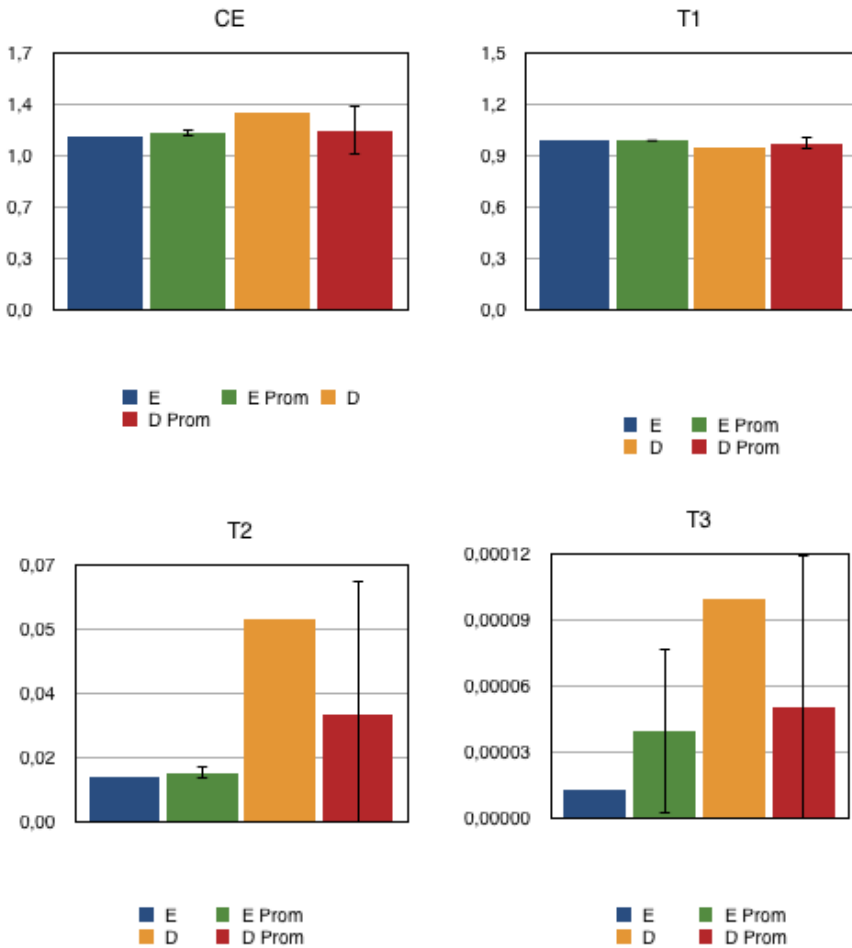 CE
1,7
1,4
1,0
0,7
0,3
0,0
E E Prom D
D Prom
T1
1,5
1,2
0,9
0,6
0,3
0,0
E E Prom
D D Prom
T2
0,07
0,05
0,04
0,02
0,00
E E Prom
D D Prom
T3
0,00012
0,00009
0,00006
0,00003
0,00000
E E Prom
D D Prom